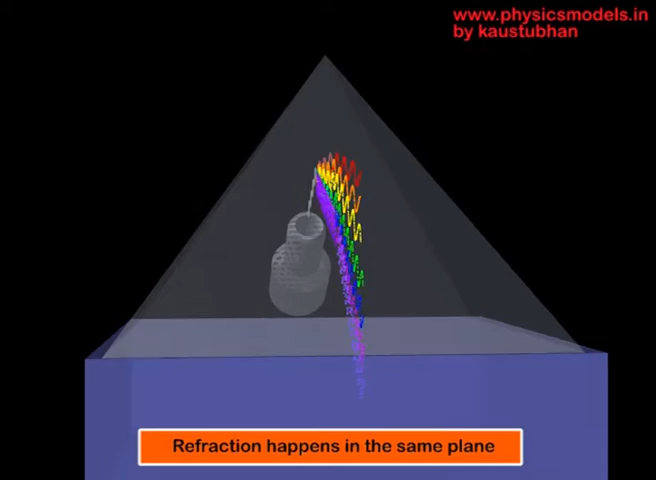 www.physicsmodels.in
by kaustubhan
Refraction happens in the same plane